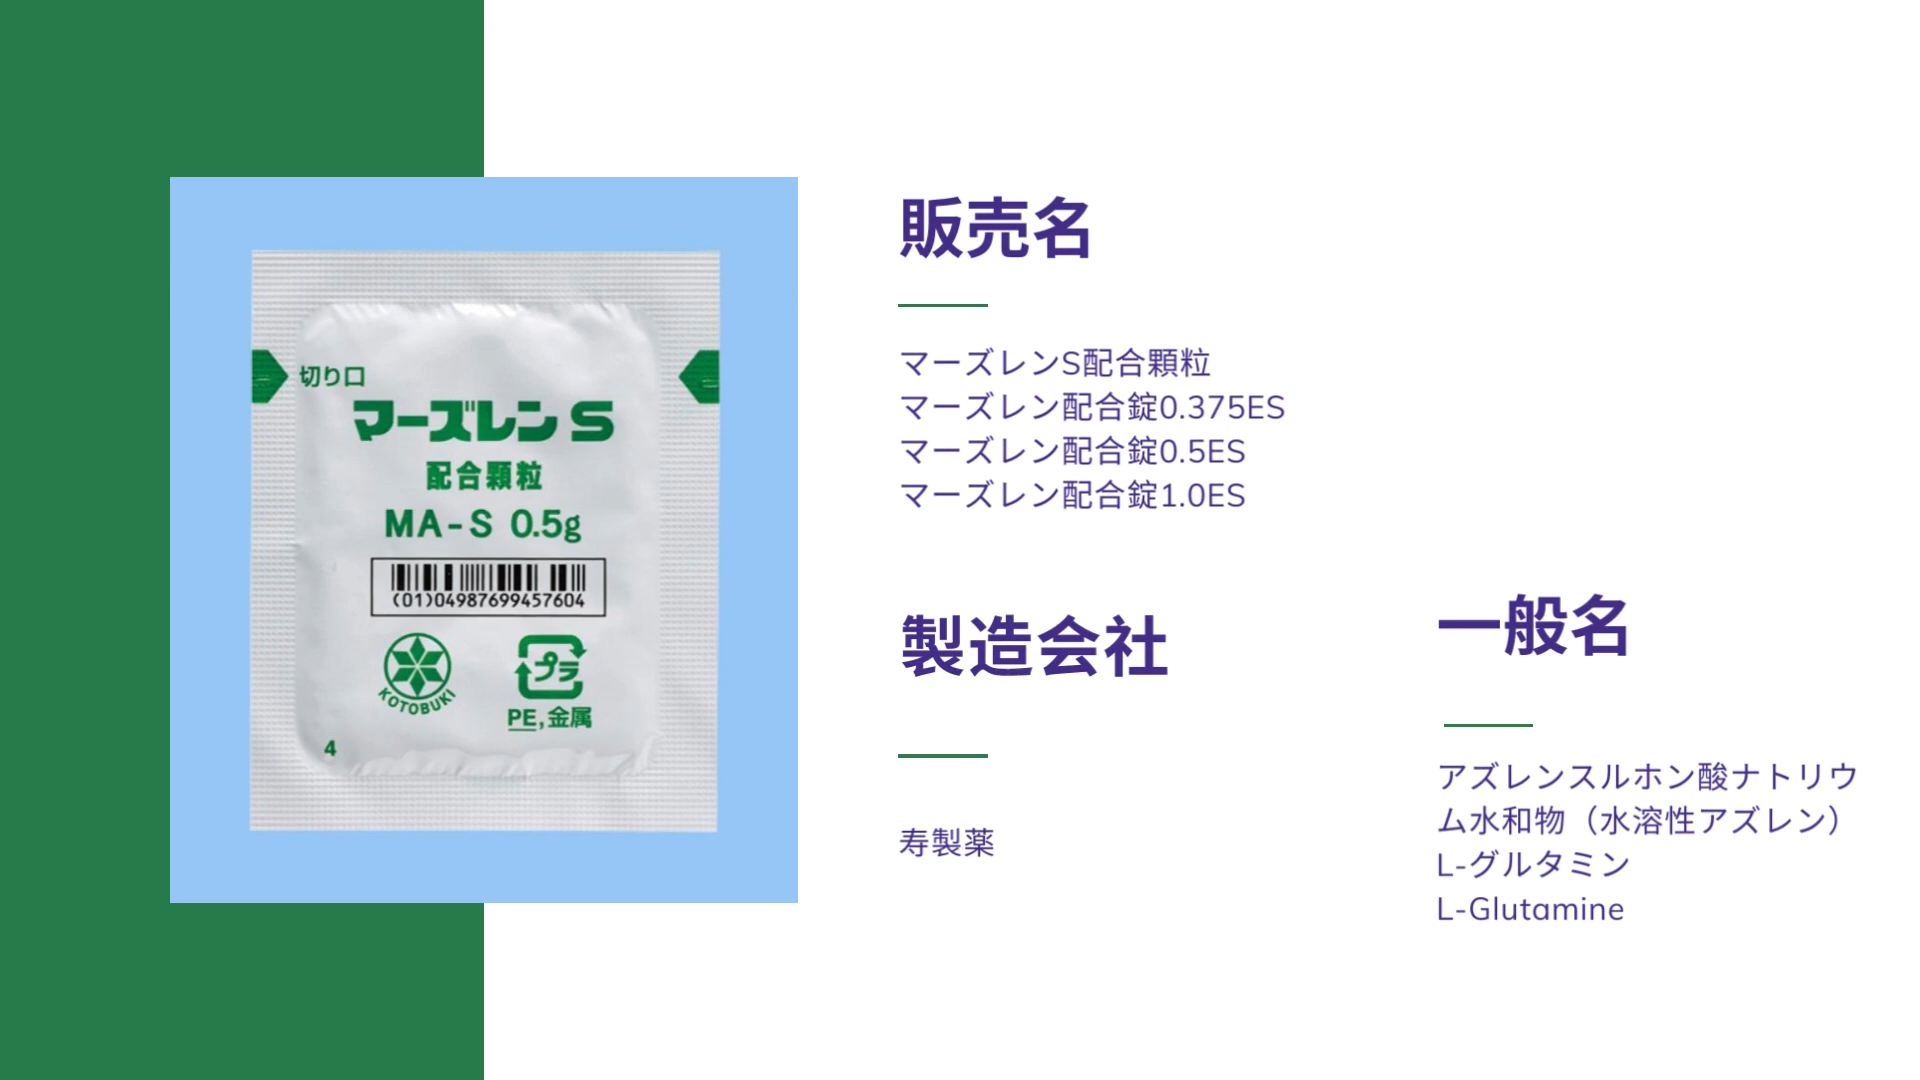 切り口
マーズレンS
配合顆粒
MA-S 0.5g
(01)04987699457604
KOTOBUKI
プラ
PE,金属
4
販売名
マーズレンS配合顆粒
マーズレン配合錠0.375ES
マーズレン配合錠0.5ES
マーズレン配合錠1.0ES
製造会社
寿製薬
一般名
アズレンスルホン酸ナトリウ
ム水和物（水溶性アズレン）
L-グルタミン
L-Glutamine